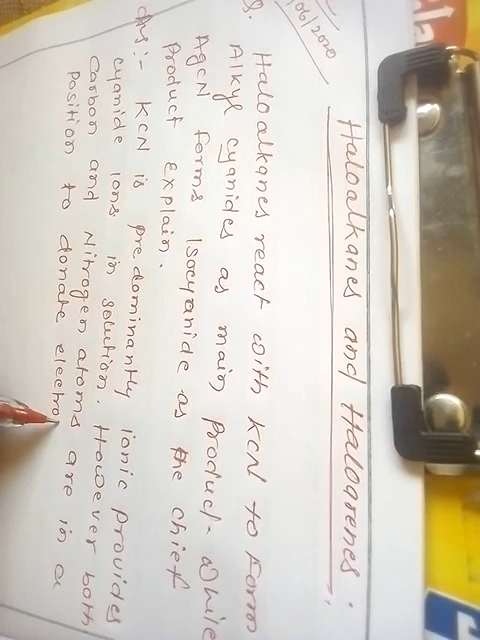 /06/2020
Haloalkanes and Haloarenes.
Q. Haloalkanes react with KCN to form
Alkyl cyanides as main product while
AgCN forms Isocyanide as the chief
product explain.
Ans:- KCN is predominantly ionic provides
cyanide ions in solution. However both
Carbon and Nitrogen atoms are in a
position to donate electro